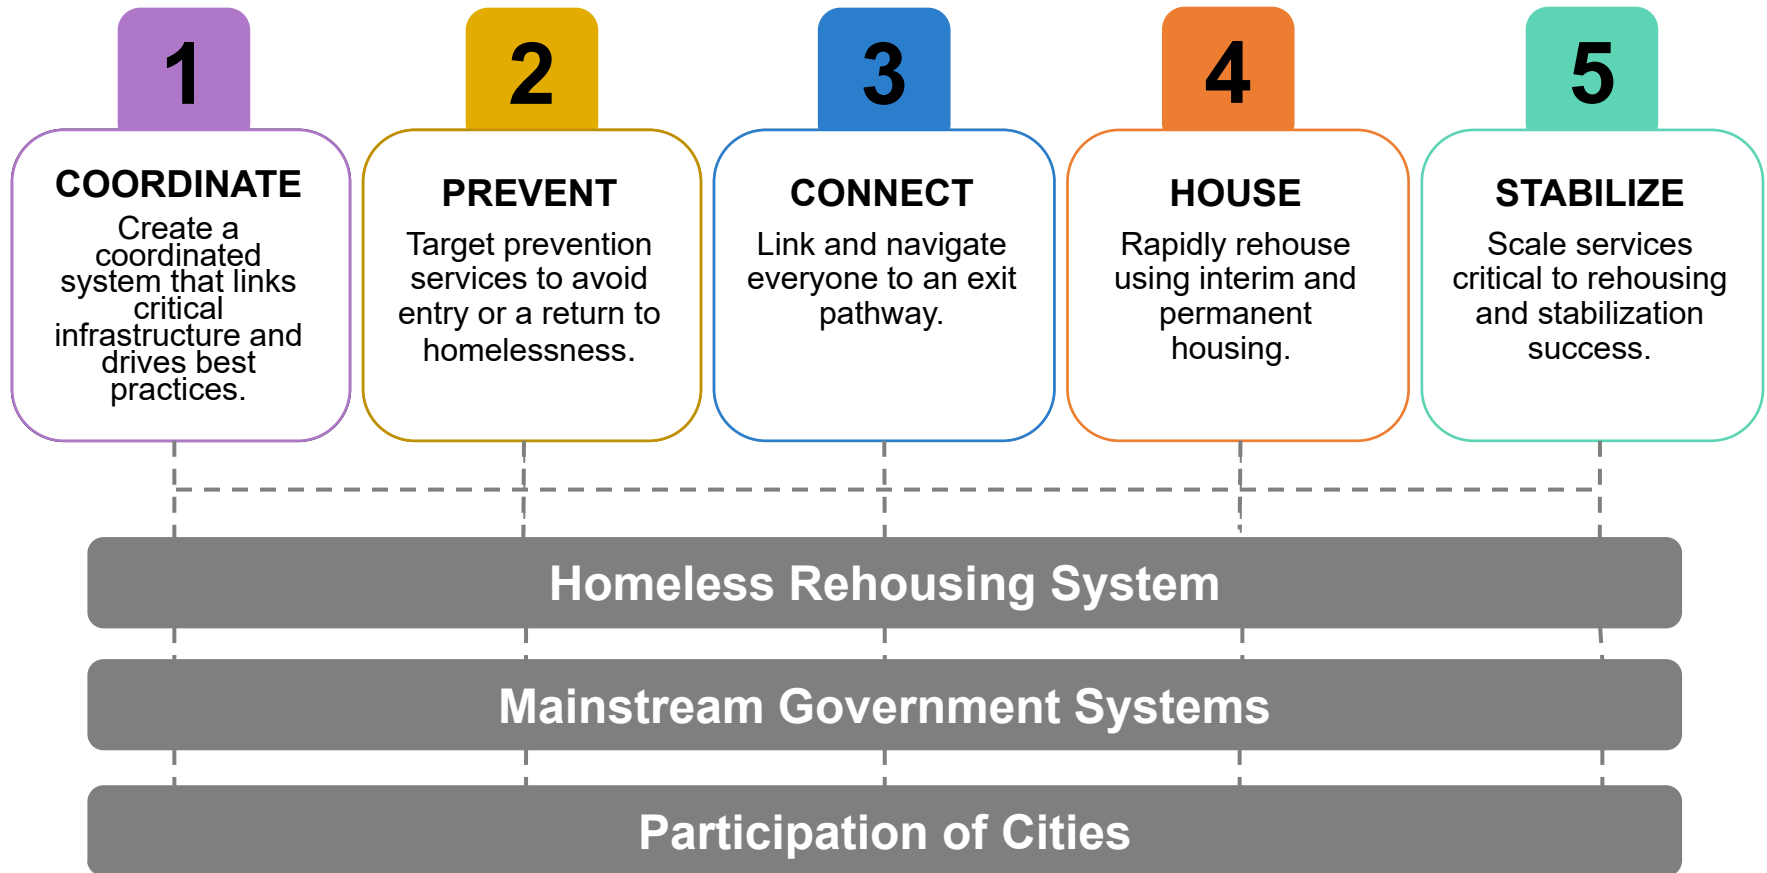 1
COORDINATE
Create a
coordinated
system that links
critical
infrastructure and
drives best
practices.
2
PREVENT
Target prevention
services to avoid
entry or a return to
homelessness.
3
CONNECT
Link and navigate
everyone to an exit
pathway.
4
HOUSE
Rapidly rehouse
using interim and
permanent
housing.
5
STABILIZE
Scale services
critical to rehousing
and stabilization
success.
Homeless Rehousing System
Mainstream Government Systems
Participation of Cities